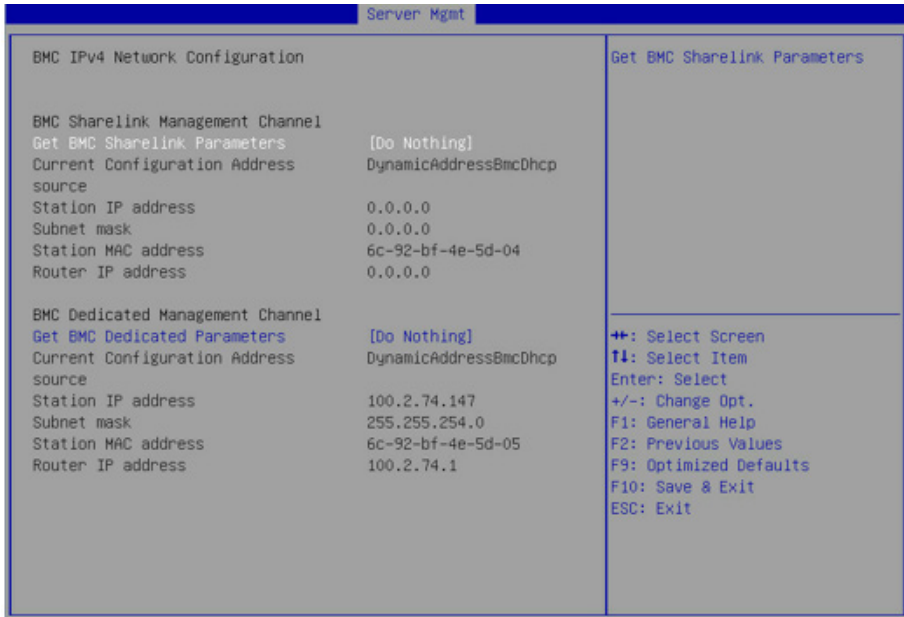 Server Mgmt
BMC IPv4 Network Configuration
BMC Sharelink Management Channel
Get BMC Sharelink Parameters [Do Nothing]
Current Configuration Address DynamicAddressBmcDhcp
source
Station IP address 0.0.0.0
Subnet mask 0.0.0.0
Station MAC address 6c-92-bf-4e-5d-04
Router IP address 0.0.0.0
BMC Dedicated Management Channel
Get BMC Dedicated Parameters [Do Nothing]
Current Configuration Address DynamicAddressBmcDhcp
source
Station IP address 100.2.74.147
Subnet mask 255.255.254.0
Station MAC address 6c-92-bf-4e-5d-05
Router IP address 100.2.74.1
Get BMC Sharelink Parameters
→←: Select Screen
↑↓: Select Item
Enter: Select
+/-: Change Opt.
F1: General Help
F2: Previous Values
F9: Optimized Defaults
F10: Save & Exit
ESC: Exit